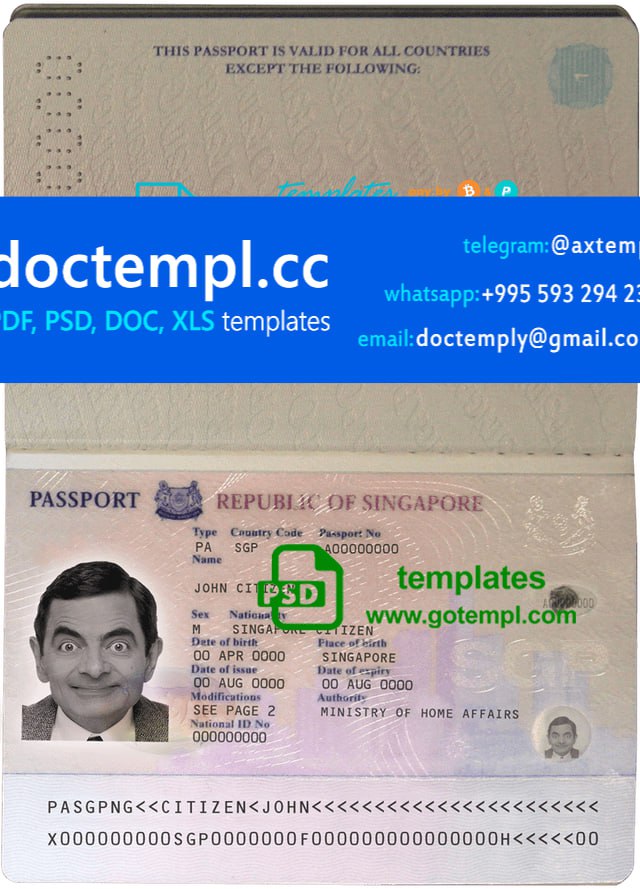 THIS PASSPORT IS VALID FOR ALL COUNTRIES
EXCEPT THE FOLLOWING:
templates
pay by
doctempl.cc
PDF, PSD, DOC, XLS templates
telegram:@axtemp
whatsapp:+995 593 294 23
email:doctemply@gmail.co
PASSPORT REPUBLIC OF SINGAPORE
Type Country Code Passport No
PA SGP A00000000
Name
JOHN CITIZEN
PSD
templates
www.gotempl.com
Sex Nationality
M SINGAPORE CITIZEN
Date of birth Place of birth
00 APR 0000 SINGAPORE
Date of issue Date of expiry
00 AUG 0000 00 AUG 0000
Modifications Authority
SEE PAGE 2 MINISTRY OF HOME AFFAIRS
National ID No
000000000
PASGPNG<<CITIZEN<JOHN<<<<<<<<<<<<<<<<<<<<<<<
X000000000SGP0000000F000000000000000H<<<<<00